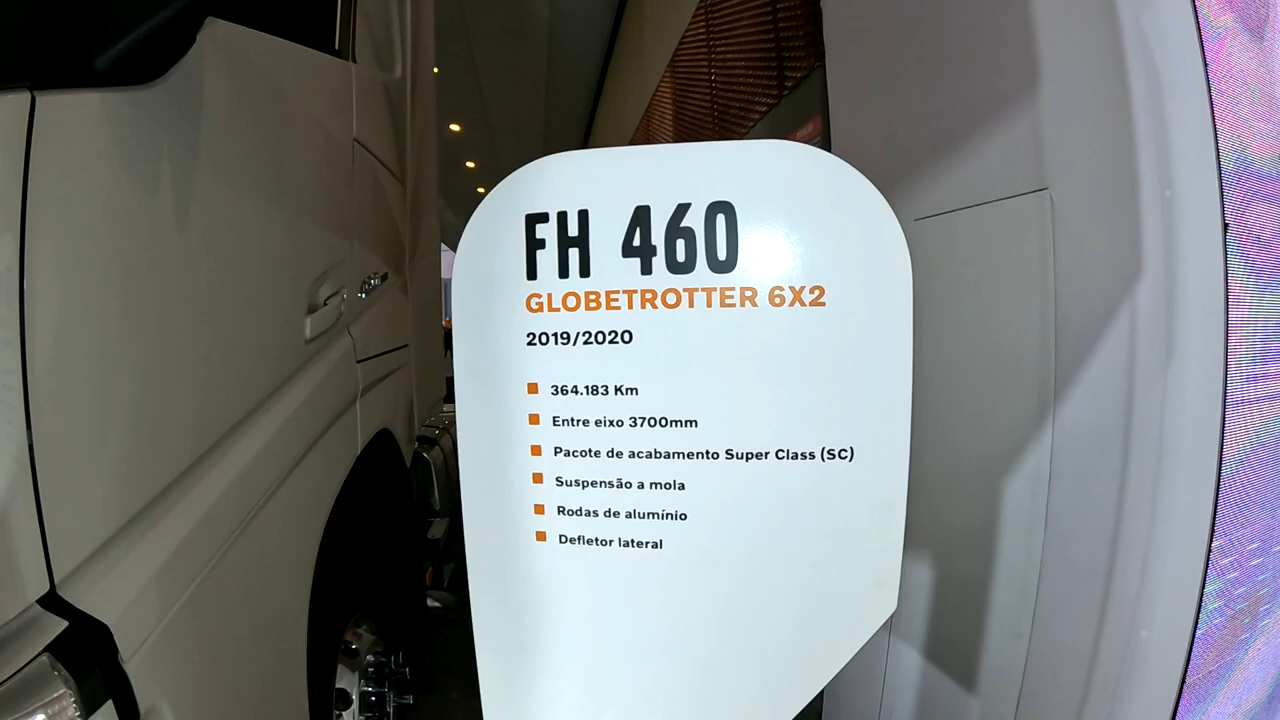 FH 460
GLOBETROTTER 6X2
2019/2020
364.183 Km
Entre eixo 3700mm
Pacote de acabamento Super Class (SC)
Suspensão a mola
Rodas de alumínio
Defletor lateral